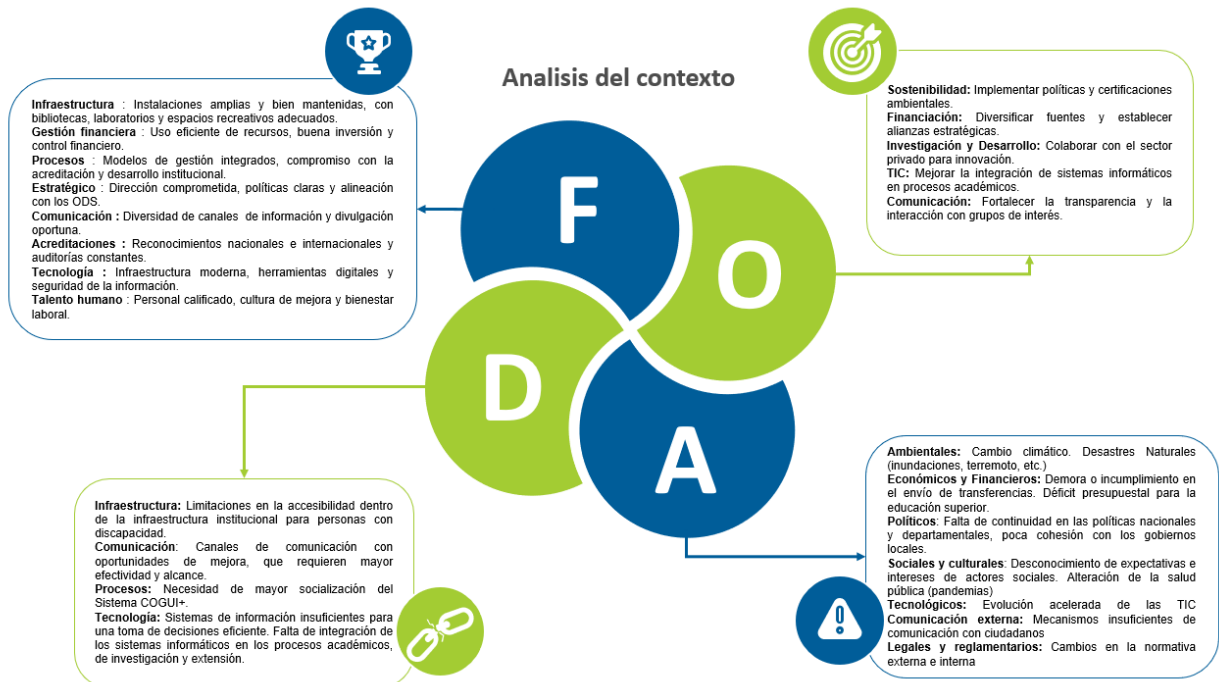 Analisis del contexto
F
O
D
A
Infraestructura : Instalaciones amplias y bien mantenidas, con
bibliotecas, laboratorios y espacios recreativos adecuados.
Gestión financiera : Uso eficiente de recursos, buena inversión y
control financiero.
Procesos : Modelos de gestión integrados, compromiso con la
acreditación y desarrollo institucional.
Estratégico : Dirección comprometida, políticas claras y alineación
con los ODS.
Comunicación : Diversidad de canales de información y divulgación
oportuna.
Acreditaciones : Reconocimientos nacionales e internacionales y
auditorías constantes.
Tecnología : Infraestructura moderna, herramientas digitales y
seguridad de la información.
Talento humano : Personal calificado, cultura de mejora y bienestar
laboral.
Sostenibilidad: Implementar políticas y certificaciones
ambientales.
Financiación: Diversificar fuentes y establecer
alianzas estratégicas.
Investigación y Desarrollo: Colaborar con el sector
privado para innovación.
TIC: Mejorar la integración de sistemas informáticos
en procesos académicos.
Comunicación: Fortalecer la transparencia y la
interacción con grupos de interés.
Infraestructura: Limitaciones en la accesibilidad dentro
de la infraestructura institucional para personas con
discapacidad.
Comunicación: Canales de comunicación con
oportunidades de mejora, que requieren mayor
efectividad y alcance.
Procesos: Necesidad de mayor socialización del
Sistema COGUI+.
Tecnología: Sistemas de información insuficientes para
una toma de decisiones eficiente. Falta de integración de
los sistemas informáticos en los procesos académicos,
de investigación y extensión.
Ambientales: Cambio climático. Desastres Naturales
(inundaciones, terremoto, etc.)
Económicos y Financieros: Demora o incumplimiento en
el envío de transferencias. Déficit presupuestal para la
educación superior.
Políticos: Falta de continuidad en las políticas nacionales
y departamentales, poca cohesión con los gobiernos
locales.
Sociales y culturales: Desconocimiento de expectativas e
intereses de actores sociales. Alteración de la salud
pública (pandemias)
Tecnológicos: Evolución acelerada de las TIC
Comunicación externa: Mecanismos insuficientes de
comunicación con ciudadanos
Legales y reglamentarios: Cambios en la normativa
externa e interna